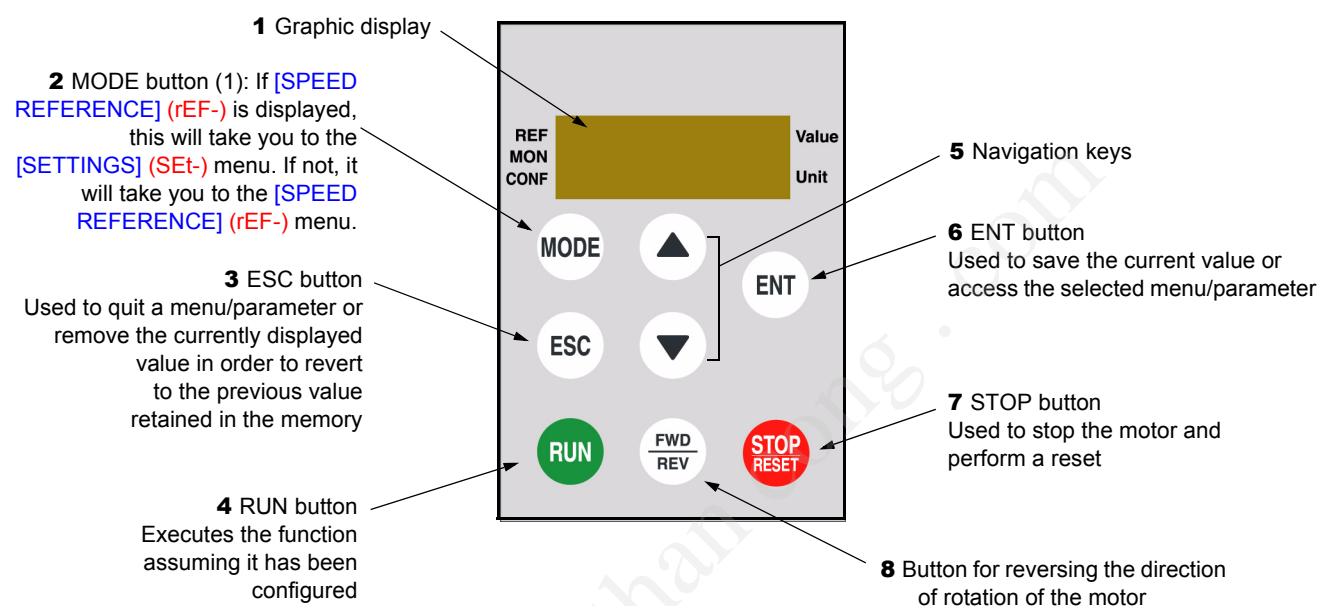 1 Graphic display
2 MODE button (1): If [SPEED
REFERENCE] (rEF-) is displayed,
this will take you to the
[SETTINGS] (SEt-) menu. If not, it
will take you to the [SPEED
REFERENCE] (rEF-) menu.
3 ESC button
Used to quit a menu/parameter or
remove the currently displayed
value in order to revert
to the previous value
retained in the memory
4 RUN button
Executes the function
assuming it has been
configured
REF
MON
CONF
Value
Unit
MODE
ENT
ESC
RUN
FWD
REV
STOP
RESET
5 Navigation keys
6 ENT button
Used to save the current value or
access the selected menu/parameter
7 STOP button
Used to stop the motor and
perform a reset
8 Button for reversing the direction
of rotation of the motor